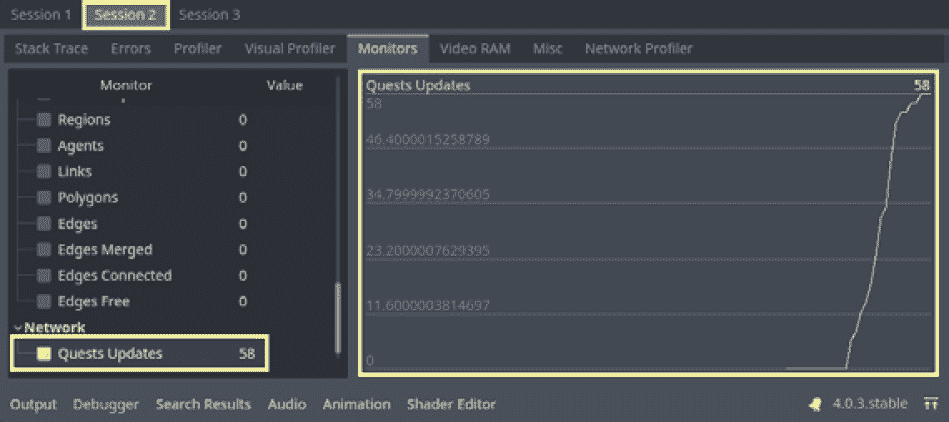 Session 1 Session 2 Session 3
Stack Trace Errors Profiler Visual Profiler Monitors Video RAM Misc Network Profiler
Monitor Value
Regions 0
Agents 0
Links 0
Polygons 0
Edges 0
Edges Merged 0
Edges Connected 0
Edges Free 0
Network
Quests Updates 58
Quests Updates 58
58
46.4000015258789
34.7999992370605
23.2000007629395
11.6000003814697
0
Output Debugger Search Results Audio Animation Shader Editor 4.0.3.stable